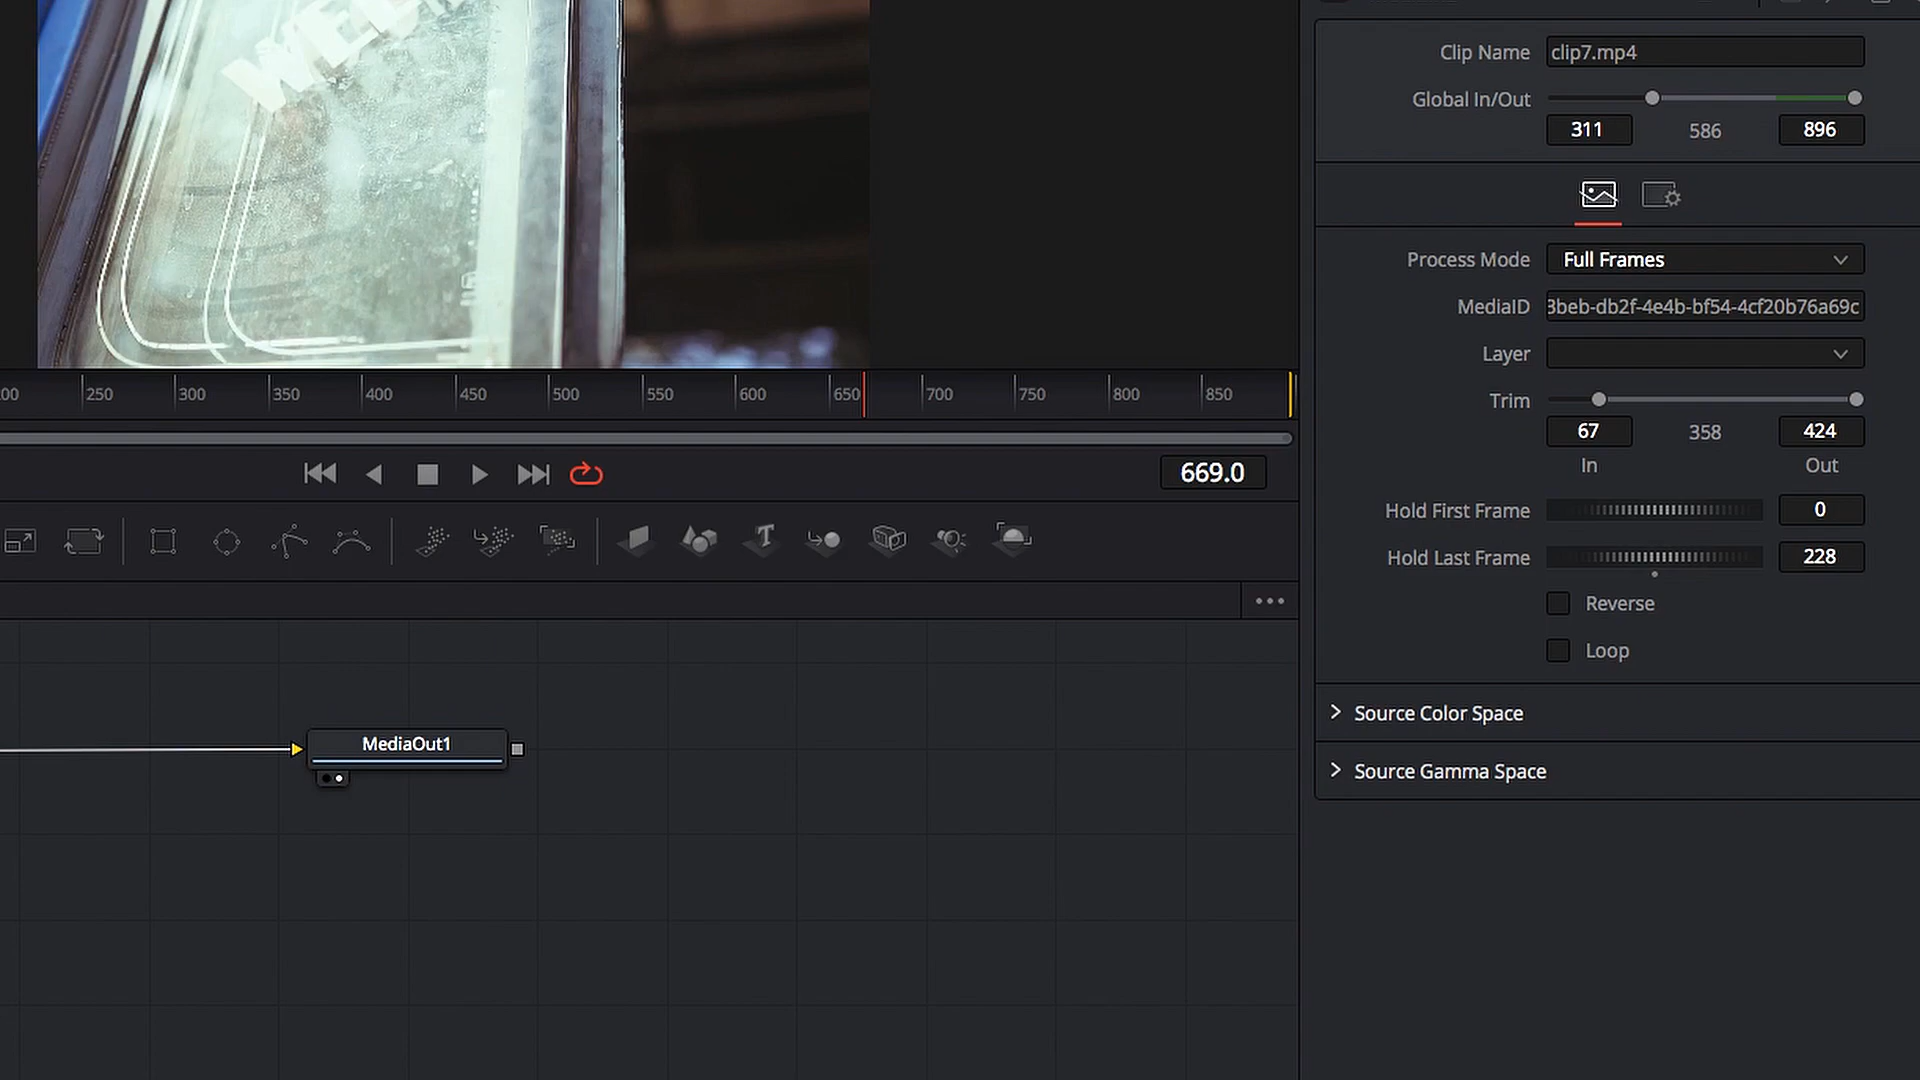 Clip Name clip7.mp4
Global In/Out
311 586 896
Process Mode Full Frames
MediaID 3beb-db2f-4e4b-bf54-4cf20b76a69c
Layer
Trim
67 358 424
In Out
Hold First Frame 0
Hold Last Frame 228
Reverse
Loop
Source Color Space
Source Gamma Space
250 300 350 400 450 500 550 600 650 700 750 800 850
669.0
T
MediaOut1